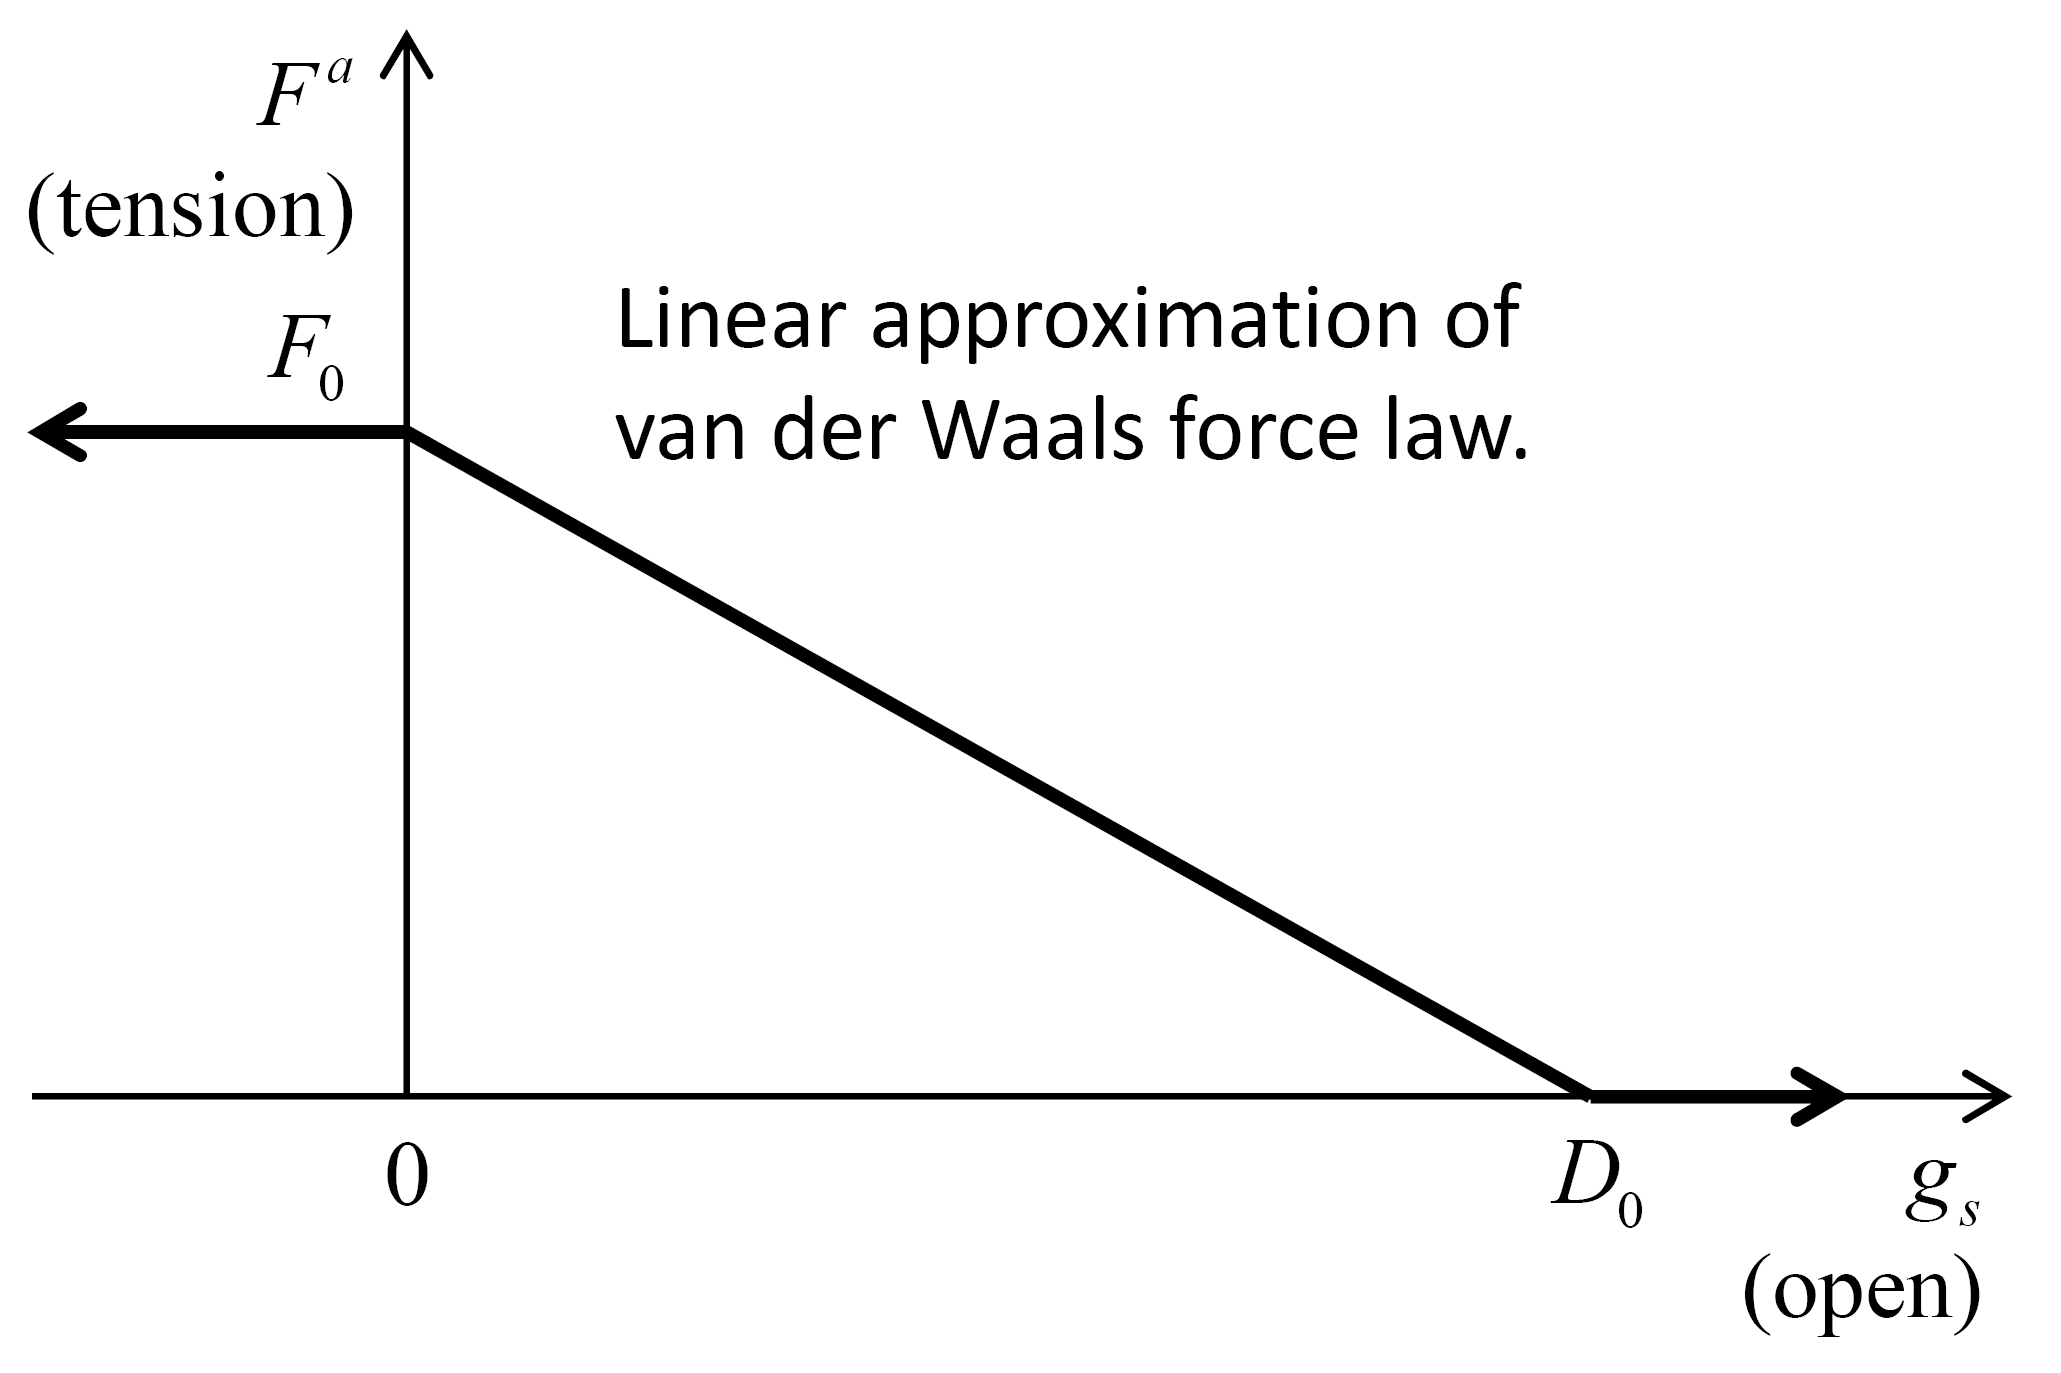 F^a
(tension)
F_0
Linear approximation of
van der Waals force law.
0
D_0
g_s
(open)